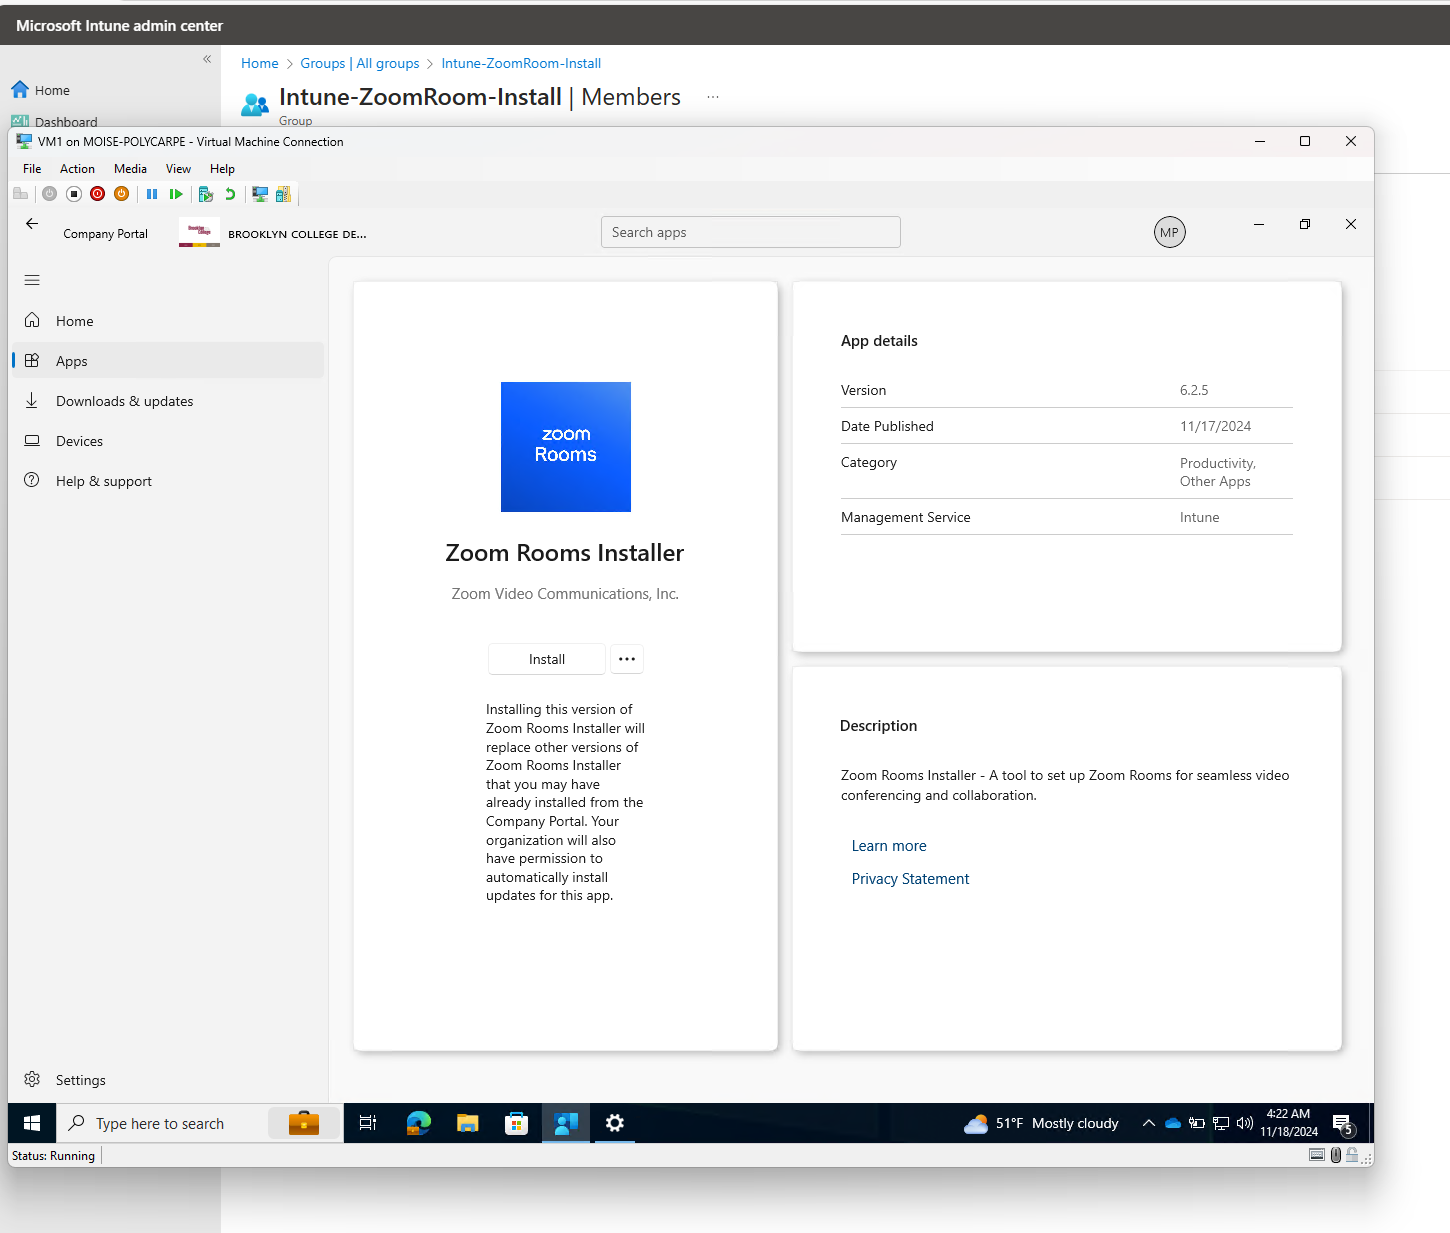 Microsoft Intune admin center
Home
Dashboard
Home > Groups | All groups > Intune-ZoomRoom-Install
Intune-ZoomRoom-Install | Members ...
Group
VM1 on MOISE-POLYCARPE - Virtual Machine Connection
File Action Media View Help
Company Portal
BROOKLYN COLLEGE DE...
Search apps
MP
Home
Apps
Downloads & updates
Devices
Help & support
Settings
zoom
Rooms
Zoom Rooms Installer
Zoom Video Communications, Inc.
Install
Installing this version of
Zoom Rooms Installer will
replace other versions of
Zoom Rooms Installer
that you may have
already installed from the
Company Portal. Your
organization will also
have permission to
automatically install
updates for this app.
App details
Version 6.2.5
Date Published 11/17/2024
Category Productivity,
Other Apps
Management Service Intune
Description
Zoom Rooms Installer - A tool to set up Zoom Rooms for seamless video
conferencing and collaboration.
Learn more
Privacy Statement
Type here to search
51°F Mostly cloudy
4:22 AM
11/18/2024
5
Status: Running